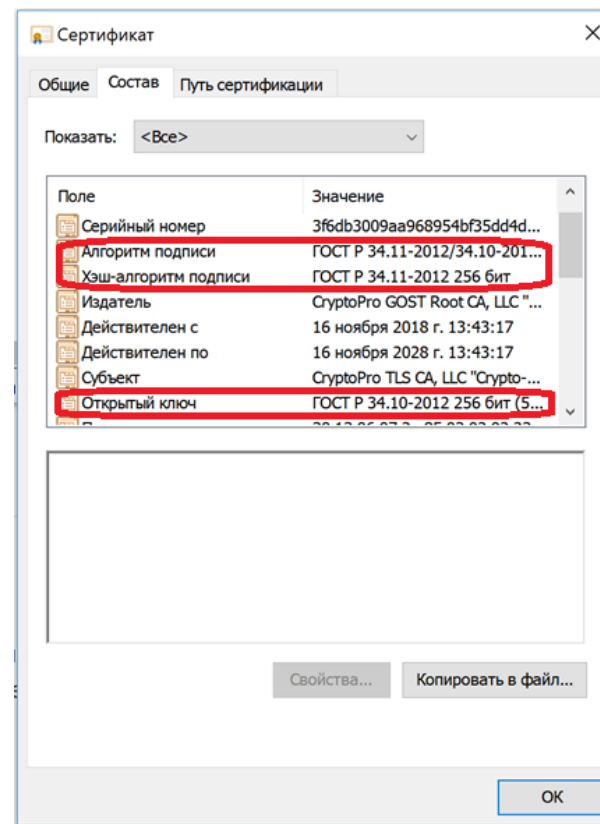 Сертификат
Общие Состав Путь сертификации
Показать: <Все>
Поле Значение
Серийный номер 3f6db3009aa968954bf35dd4d...
Алгоритм подписи ГОСТ Р 34.11-2012/34.10-201...
Хэш-алгоритм подписи ГОСТ Р 34.11-2012 256 бит
Издатель CryptoPro GOST Root CA, LLC "...
Действителен с 16 ноября 2018 г. 13:43:17
Действителен по 16 ноября 2028 г. 13:43:17
Субъект CryptoPro TLS CA, LLC "Crypto-...
Открытый ключ ГОСТ Р 34.10-2012 256 бит (5...
Свойства... Копировать в файл...
ОК